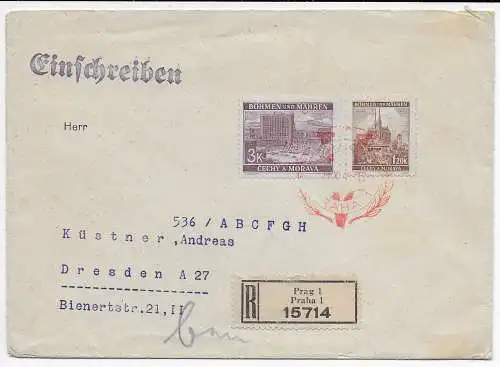 Einschreiben
BÖHMEN UND MÄHREN
3K
ČECHY A MORAVA
BÖHMEN UND MÄHREN
1.20K
ČECHY A MORAVA
Herr
536/ABCFGH
Küstner,Andreas
Dresden A 27
Bienertstr.21,II
R
Prag 1
Praha 1
15714